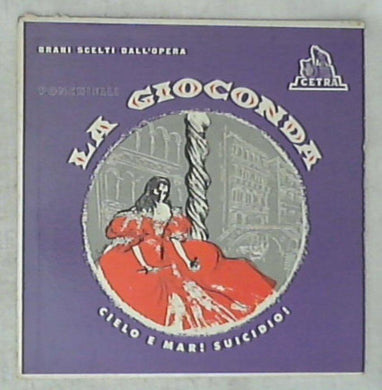 BRANI SCELTI DALL'OPERA
CETRA
PONCHIELLI
LA GIOCONDA
CIELO E MAR! SUICIDIO!